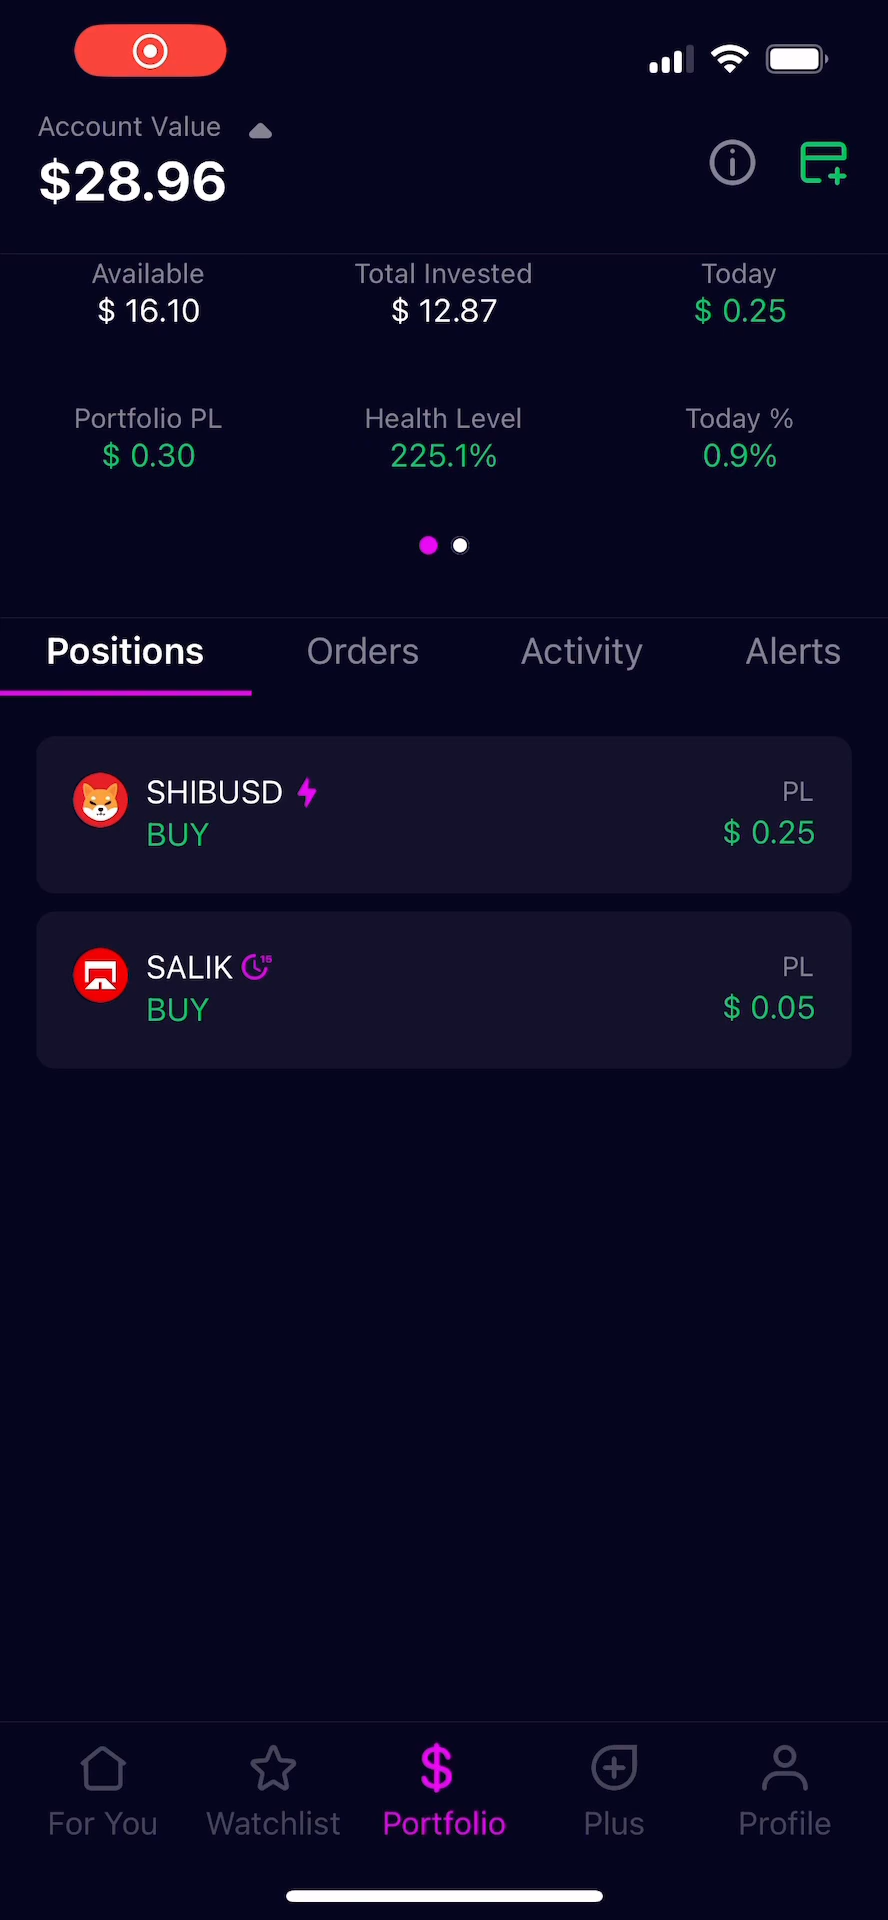 Account Value
$28.96
Available Total Invested Today
$ 16.10 $ 12.87 $ 0.25
Portfolio PL Health Level Today %
$ 0.30 225.1% 0.9%
Positions Orders Activity Alerts
SHIBUSD PL
BUY $ 0.25
SALIK 15 PL
BUY $ 0.05
For You Watchlist Portfolio Plus Profile